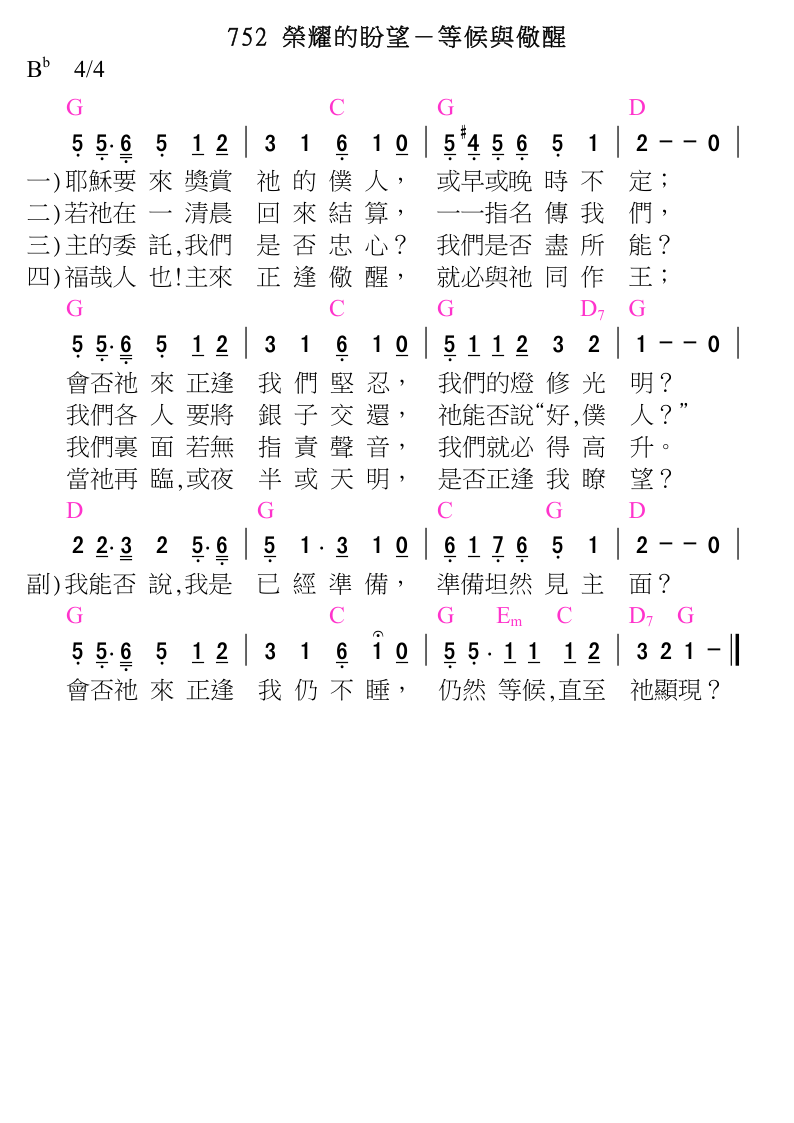 752 榮耀的盼望－等候與儆醒
Bb 4/4
G C G D
5 5. 6 5 1 2 | 3 1 6 1 0 | 5 #4 5 6 5 1 | 2 － － 0 |
一)耶穌要 來 獎賞 祂 的 僕 人， 或早或晚 時 不 定；
二)若祂在 一 清晨 回 來 結 算， 一一指名 傳 我 們，
三)主的委 託,我們 是 否 忠 心？ 我們是否 盡 所 能？
四)福哉人 也!主來 正 逢 儆 醒， 就必與祂 同 作 王；
G C G D7 G
5 5. 6 5 1 2 | 3 1 6 1 0 | 5 1 1 2 3 2 | 1 － － 0 |
會否祂 來 正逢 我 們 堅 忍， 我們的燈 修 光 明？
我們各 人 要將 銀 子 交 還， 祂能否說“好,僕 人？”
我們裏 面 若無 指 責 聲 音， 我們就必 得 高 升。
當祂再 臨,或夜 半 或 天 明， 是否正逢 我 瞭 望？
D G C G D
2 2. 3 2 5. 6 | 5 1 . 3 1 0 | 6 1 7 6 5 1 | 2 － － 0 |
副)我能否 說,我是 已 經 準 備， 準備坦然 見 主 面？
G C G Em C D7 G
5 5. 6 5 1 2 | 3 1 6 1 0 | 5 5 . 1 1 1 2 | 3 2 1 － ‖
會否祂 來 正逢 我 仍 不 睡， 仍然 等候,直至 祂顯現？